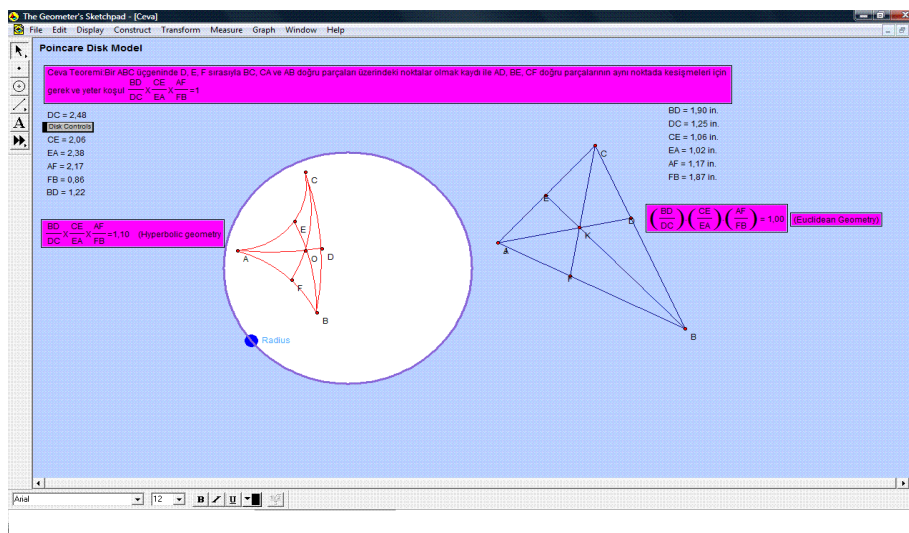 The Geometer's Sketchpad - [Ceva]
File Edit Display Construct Transform Measure Graph Window Help
Poincare Disk Model
Ceva Teoremi:Bir ABC üçgeninde D, E, F sırasıyla BC, CA ve AB doğru parçaları üzerindeki noktalar olmak kaydı ile AD, BE, CF doğru parçalarının aynı noktada kesişmeleri için
gerek ve yeter koşul BD/DC X CE/EA X AF/FB =1
DC = 2,48
Disk Controls
CE = 2,06
EA = 2,38
AF = 2,17
FB = 0,86
BD = 1,22
BD/DC X CE/EA X AF/FB =1,10 (Hyperbolic geometry
C
E
A
O
D
F
B
Radius
BD = 1,90 in.
DC = 1,25 in.
CE = 1,06 in.
EA = 1,02 in.
AF = 1,17 in.
FB = 1,87 in.
(BD/DC)(CE/EA)(AF/FB) = 1,00 (Euclidean Geometry)
C
E
D
K
A
F
B
A
Arial 12 B I U